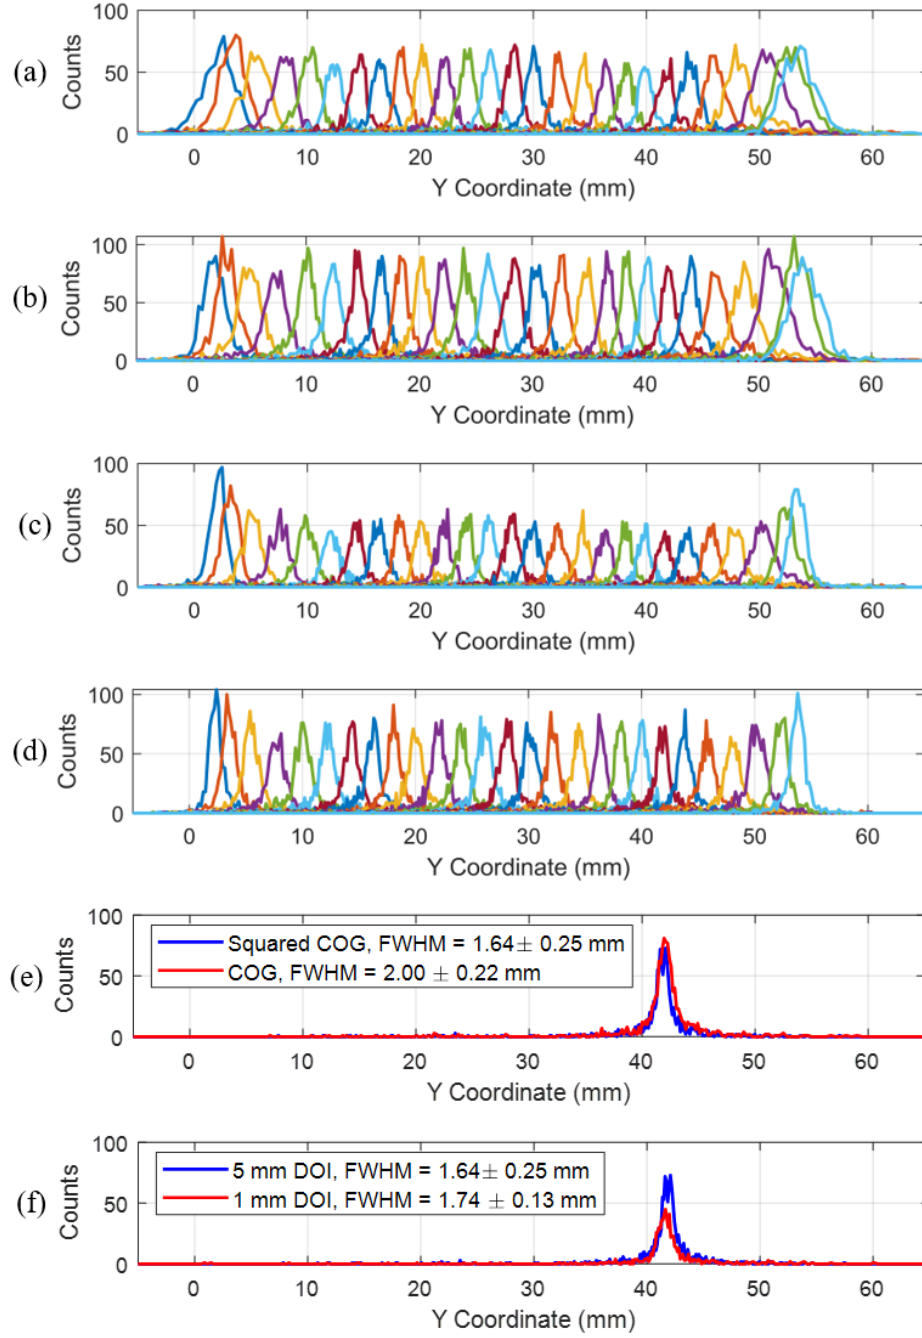 100
(a)
Counts
50
0
0 10 20 30 40 50 60
Y Coordinate (mm)
100
(b)
Counts
50
0
0 10 20 30 40 50 60
Y Coordinate (mm)
100
(c)
Counts
50
0
0 10 20 30 40 50 60
Y Coordinate (mm)
100
(d)
Counts
50
0
0 10 20 30 40 50 60
Y Coordinate (mm)
100
(e)
Counts
50
0
Squared COG, FWHM = 1.64± 0.25 mm
COG, FWHM = 2.00 ± 0.22 mm
0 10 20 30 40 50 60
Y Coordinate (mm)
100
(f)
Counts
50
0
5 mm DOI, FWHM = 1.64± 0.25 mm
1 mm DOI, FWHM = 1.74 ± 0.13 mm
0 10 20 30 40 50 60
Y Coordinate (mm)